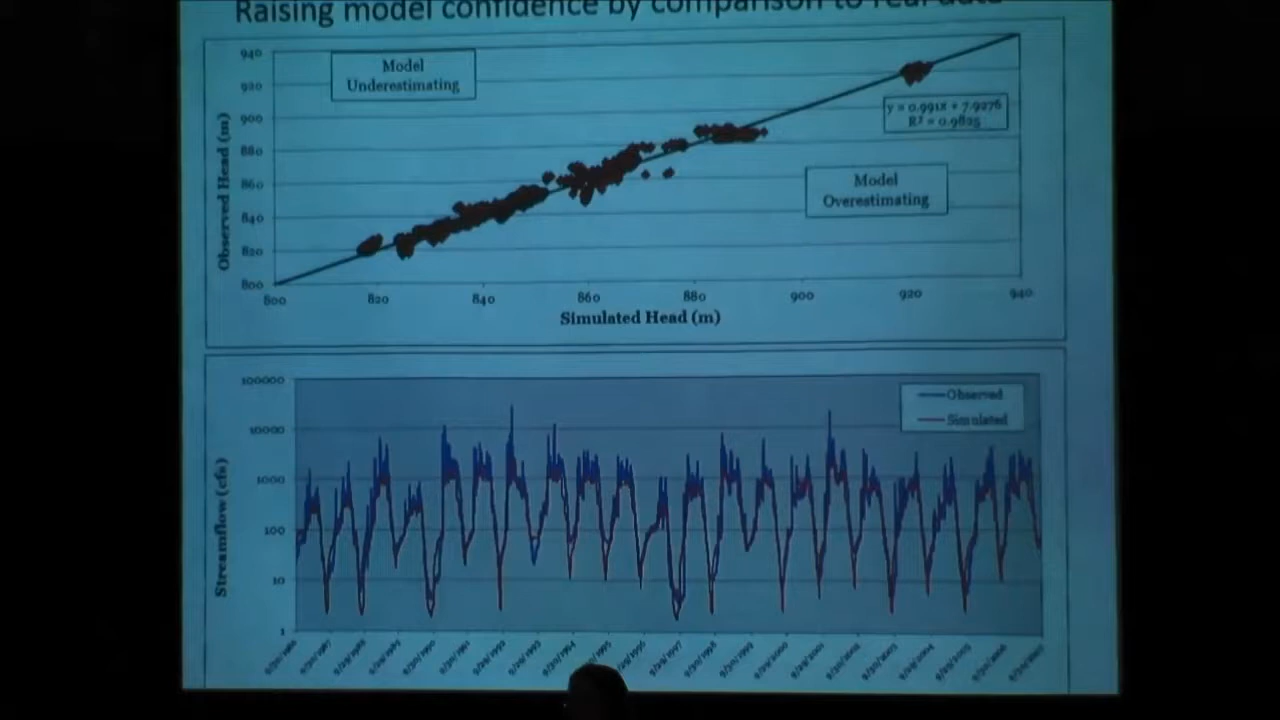 Raising model confidence by comparison to real data
940
920
900
880
860
840
820
800
Observed Head (m)
Model
Underestimating
y = 0.991x + 7.9276
R² = 0.9825
Model
Overestimating
800 820 840 860 880 900 920 940
Simulated Head (m)
100000
10000
1000
100
10
1
Streamflow (cfs)
Observed
Simulated